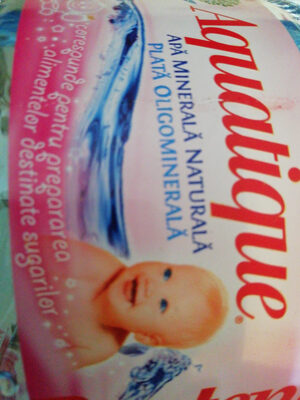 Aquatique®
APĂ MINERALĂ NATURALĂ
PLATĂ OLIGOMINERALĂ
corespunde pentru prepararea
alimentelor destinate sugarilor